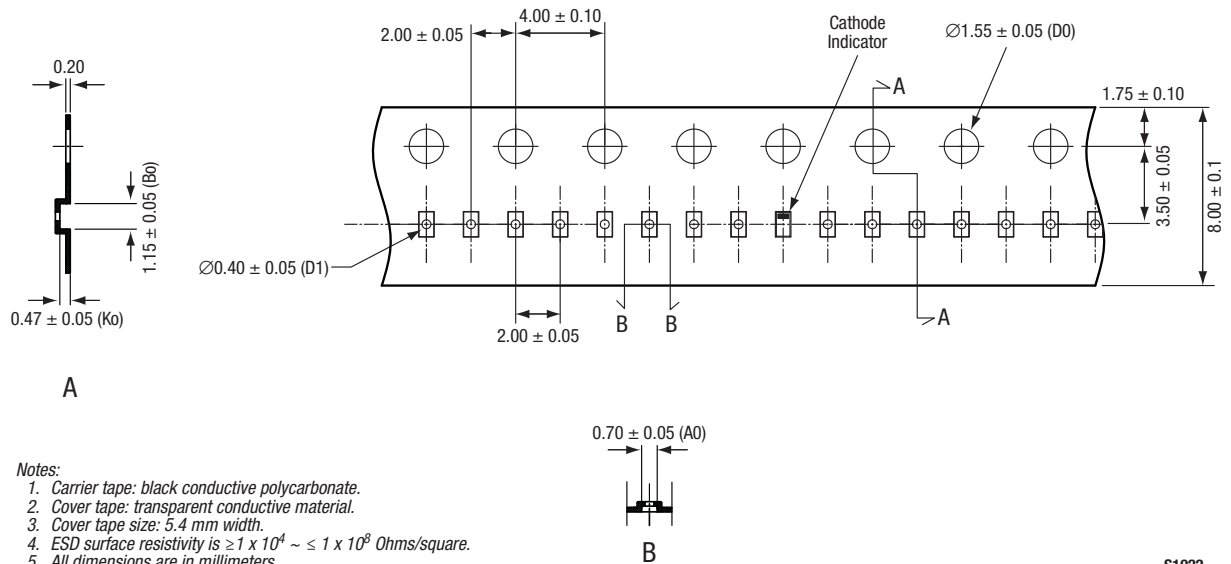 4.00 ± 0.10
2.00 ± 0.05
Cathode
Indicator
∅1.55 ± 0.05 (D0)
0.20
A
1.75 ± 0.10
1.15 ± 0.05 (Bo)
3.50 ± 0.05
8.00 ± 0.1
∅0.40 ± 0.05 (D1)
0.47 ± 0.05 (Ko)
B B
A
2.00 ± 0.05
A
0.70 ± 0.05 (A0)
Notes:
1. Carrier tape: black conductive polycarbonate.
2. Cover tape: transparent conductive material.
3. Cover tape size: 5.4 mm width.
4. ESD surface resistivity is ≥1 x 10⁴ ~ ≤ 1 x 10⁸ Ohms/square.
5. All dimensions are in millimeters
B